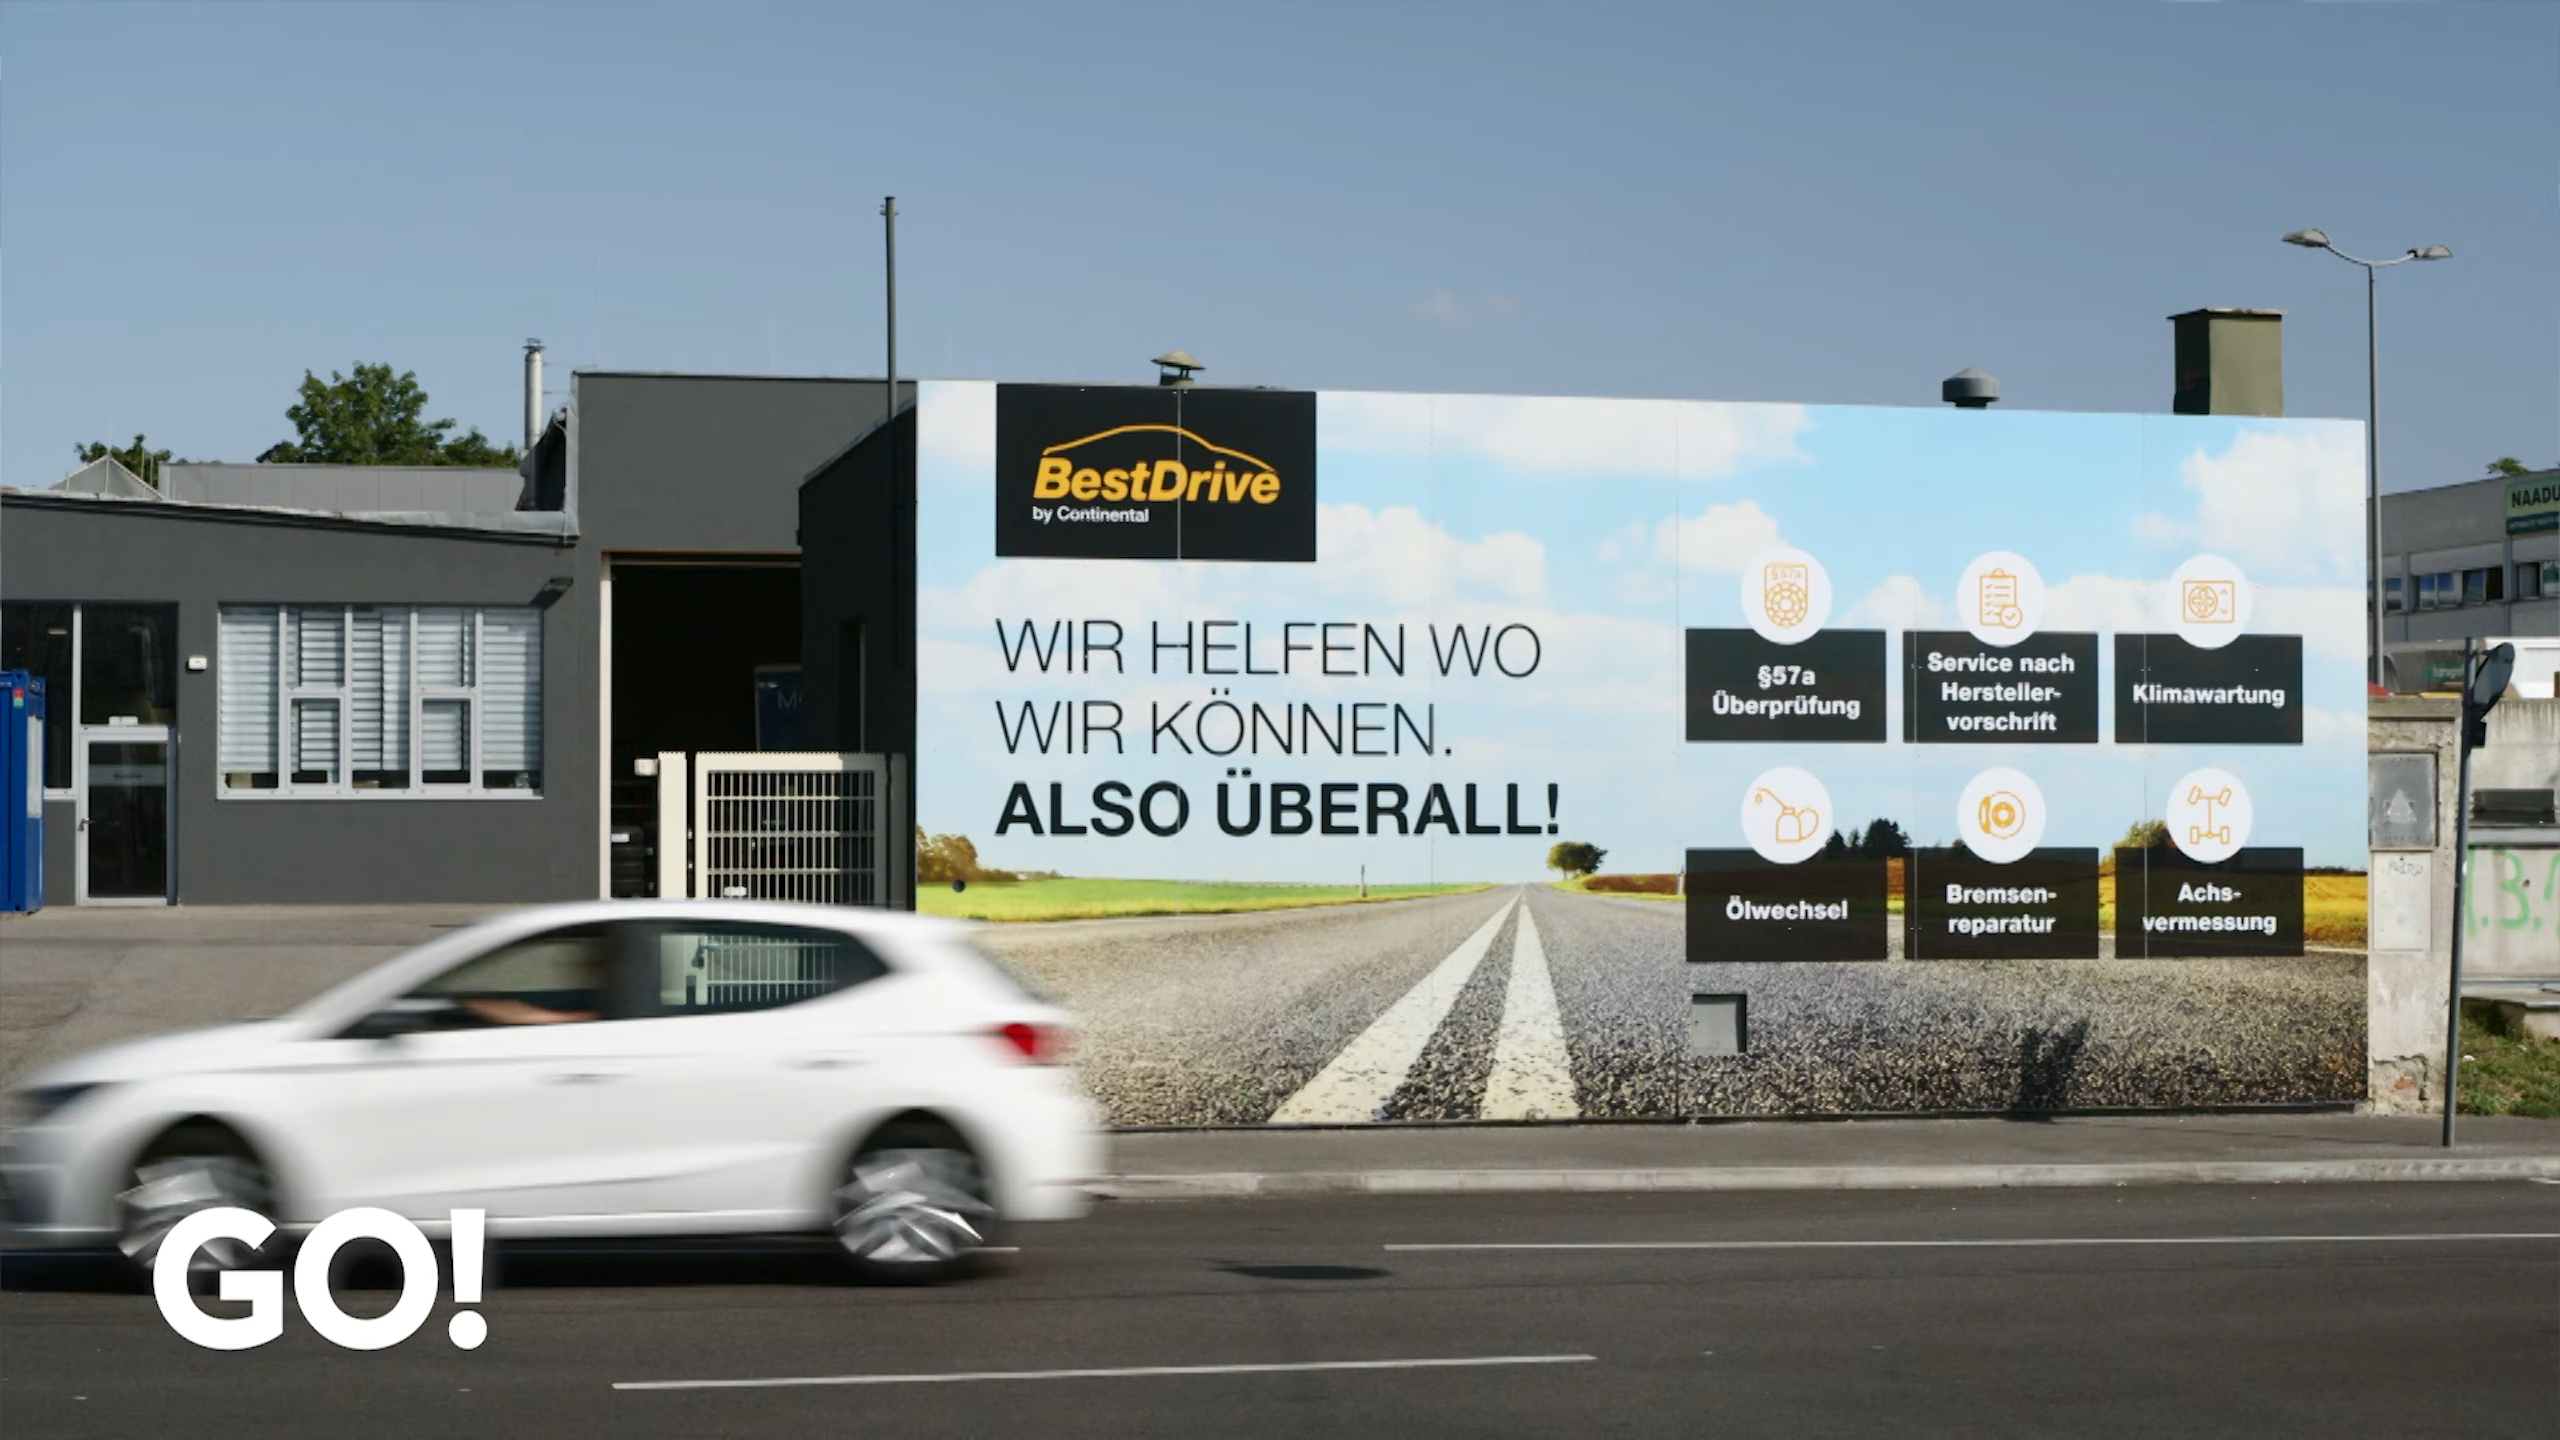 BestDrive
by Continental
WIR HELFEN WO
WIR KÖNNEN.
ALSO ÜBERALL!
§57a
§57a
Überprüfung
Service nach
Hersteller-
vorschrift
Klimawartung
Ölwechsel
Bremsen-
reparatur
Achs-
vermessung
GO!